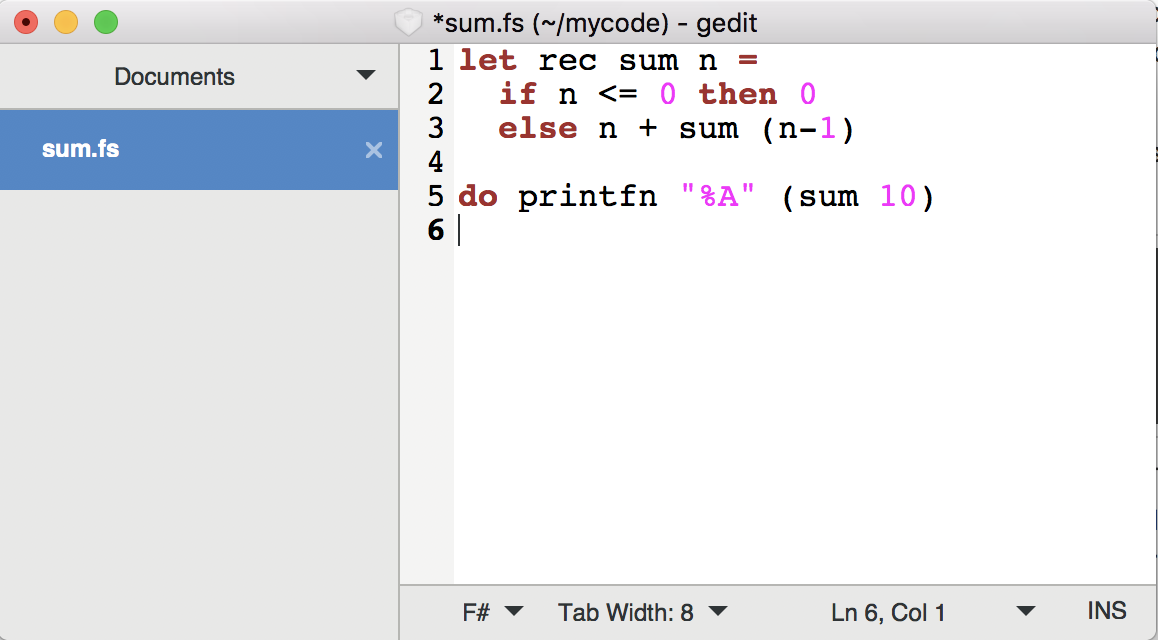 *sum.fs (~/mycode) - gedit
Documents
sum.fs
1 let rec sum n =
2   if n <= 0 then 0
3   else n + sum (n-1)
4
5 do printfn "%A" (sum 10)
6
F# Tab Width: 8 Ln 6, Col 1 INS